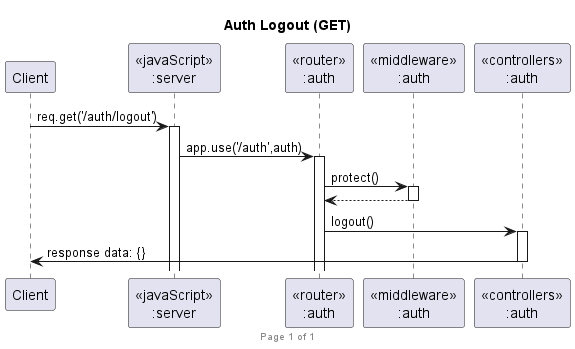 Auth Logout (GET)
Client
«javaScript»
:server
«router»
:auth
«middleware»
:auth
«controllers»
:auth
req.get('/auth/logout')
app.use('/auth',auth)
protect()
logout()
response data: {}
Client
«javaScript»
:server
«router»
:auth
«middleware»
:auth
«controllers»
:auth
Page 1 of 1